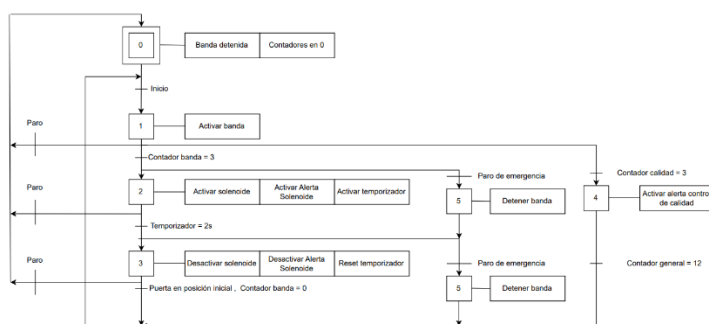 0
Banda detenida
Contadores en 0
Inicio
Paro
1
Activar banda
Contador banda = 3
Paro de emergencia
Contador calidad = 3
Paro
2
Activar solenoide
Activar Alerta
Solenoide
Activar temporizador
5
Detener banda
4
Activar alerta control
de calidad
Temporizador = 2s
Paro
3
Desactivar solenoide
Desactivar Alerta
Solenoide
Reset temporizador
Paro de emergencia
Contador general = 12
Puerta en posición inicial , Contador banda = 0
5
Detener banda